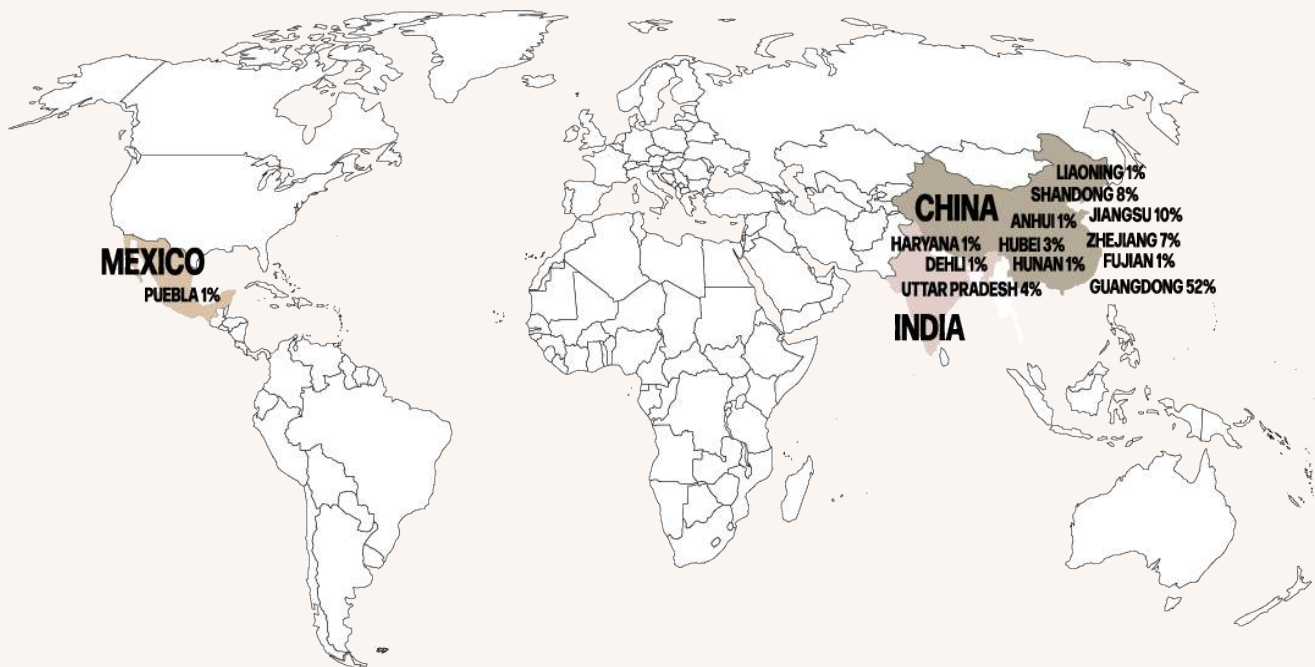 MEXICO
PUEBLA 1%
CHINA
LIAONING 1%
SHANDONG 8%
ANHUI 1%
JIANGSU 10%
HARYANA 1%
HUBEI 3%
ZHEJIANG 7%
DEHLI 1%
HUNAN 1%
FUJIAN 1%
UTTAR PRADESH 4%
GUANGDONG 52%
INDIA